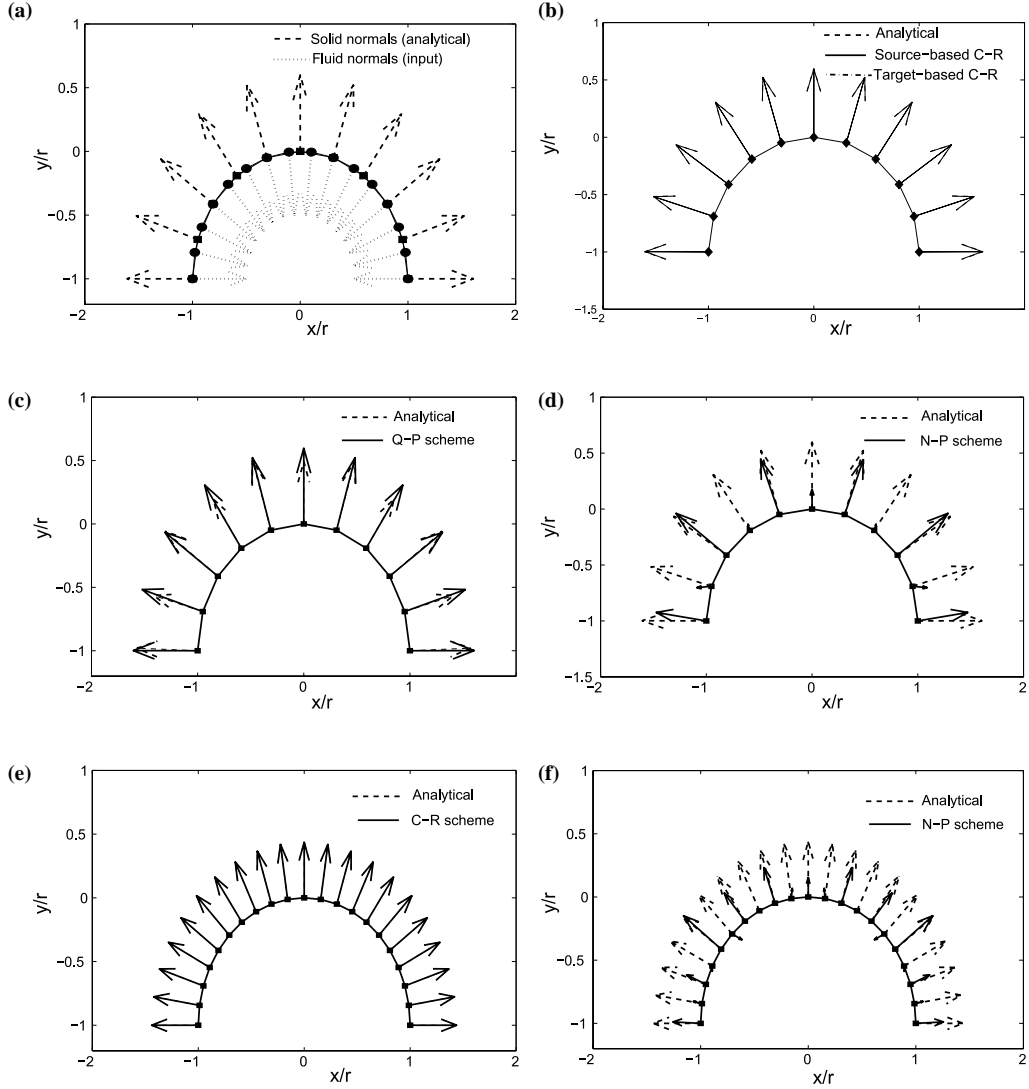 (a)
Solid normals (analytical)
Fluid normals (input)
1
0.5
0
−0.5
−1
−2
−1
0
1
2
y/r
x/r
(b)
Analytical
Source−based C−R
Target−based C−R
1
0.5
0
−0.5
−1
−1.5
−2
−1
0
1
2
y/r
x/r
(c)
Analytical
Q−P scheme
1
0.5
0
−0.5
−1
−2
−1
0
1
2
y/r
x/r
(d)
Analytical
N−P scheme
1
0.5
0
−0.5
−1
−1.5
−2
−1
0
1
2
y/r
x/r
(e)
Analytical
C−R scheme
1
0.5
0
−0.5
−1
−2
−1
0
1
2
y/r
x/r
(f)
Analytical
N−P scheme
1
0.5
0
−0.5
−1
−2
−1
0
1
2
y/r
x/r